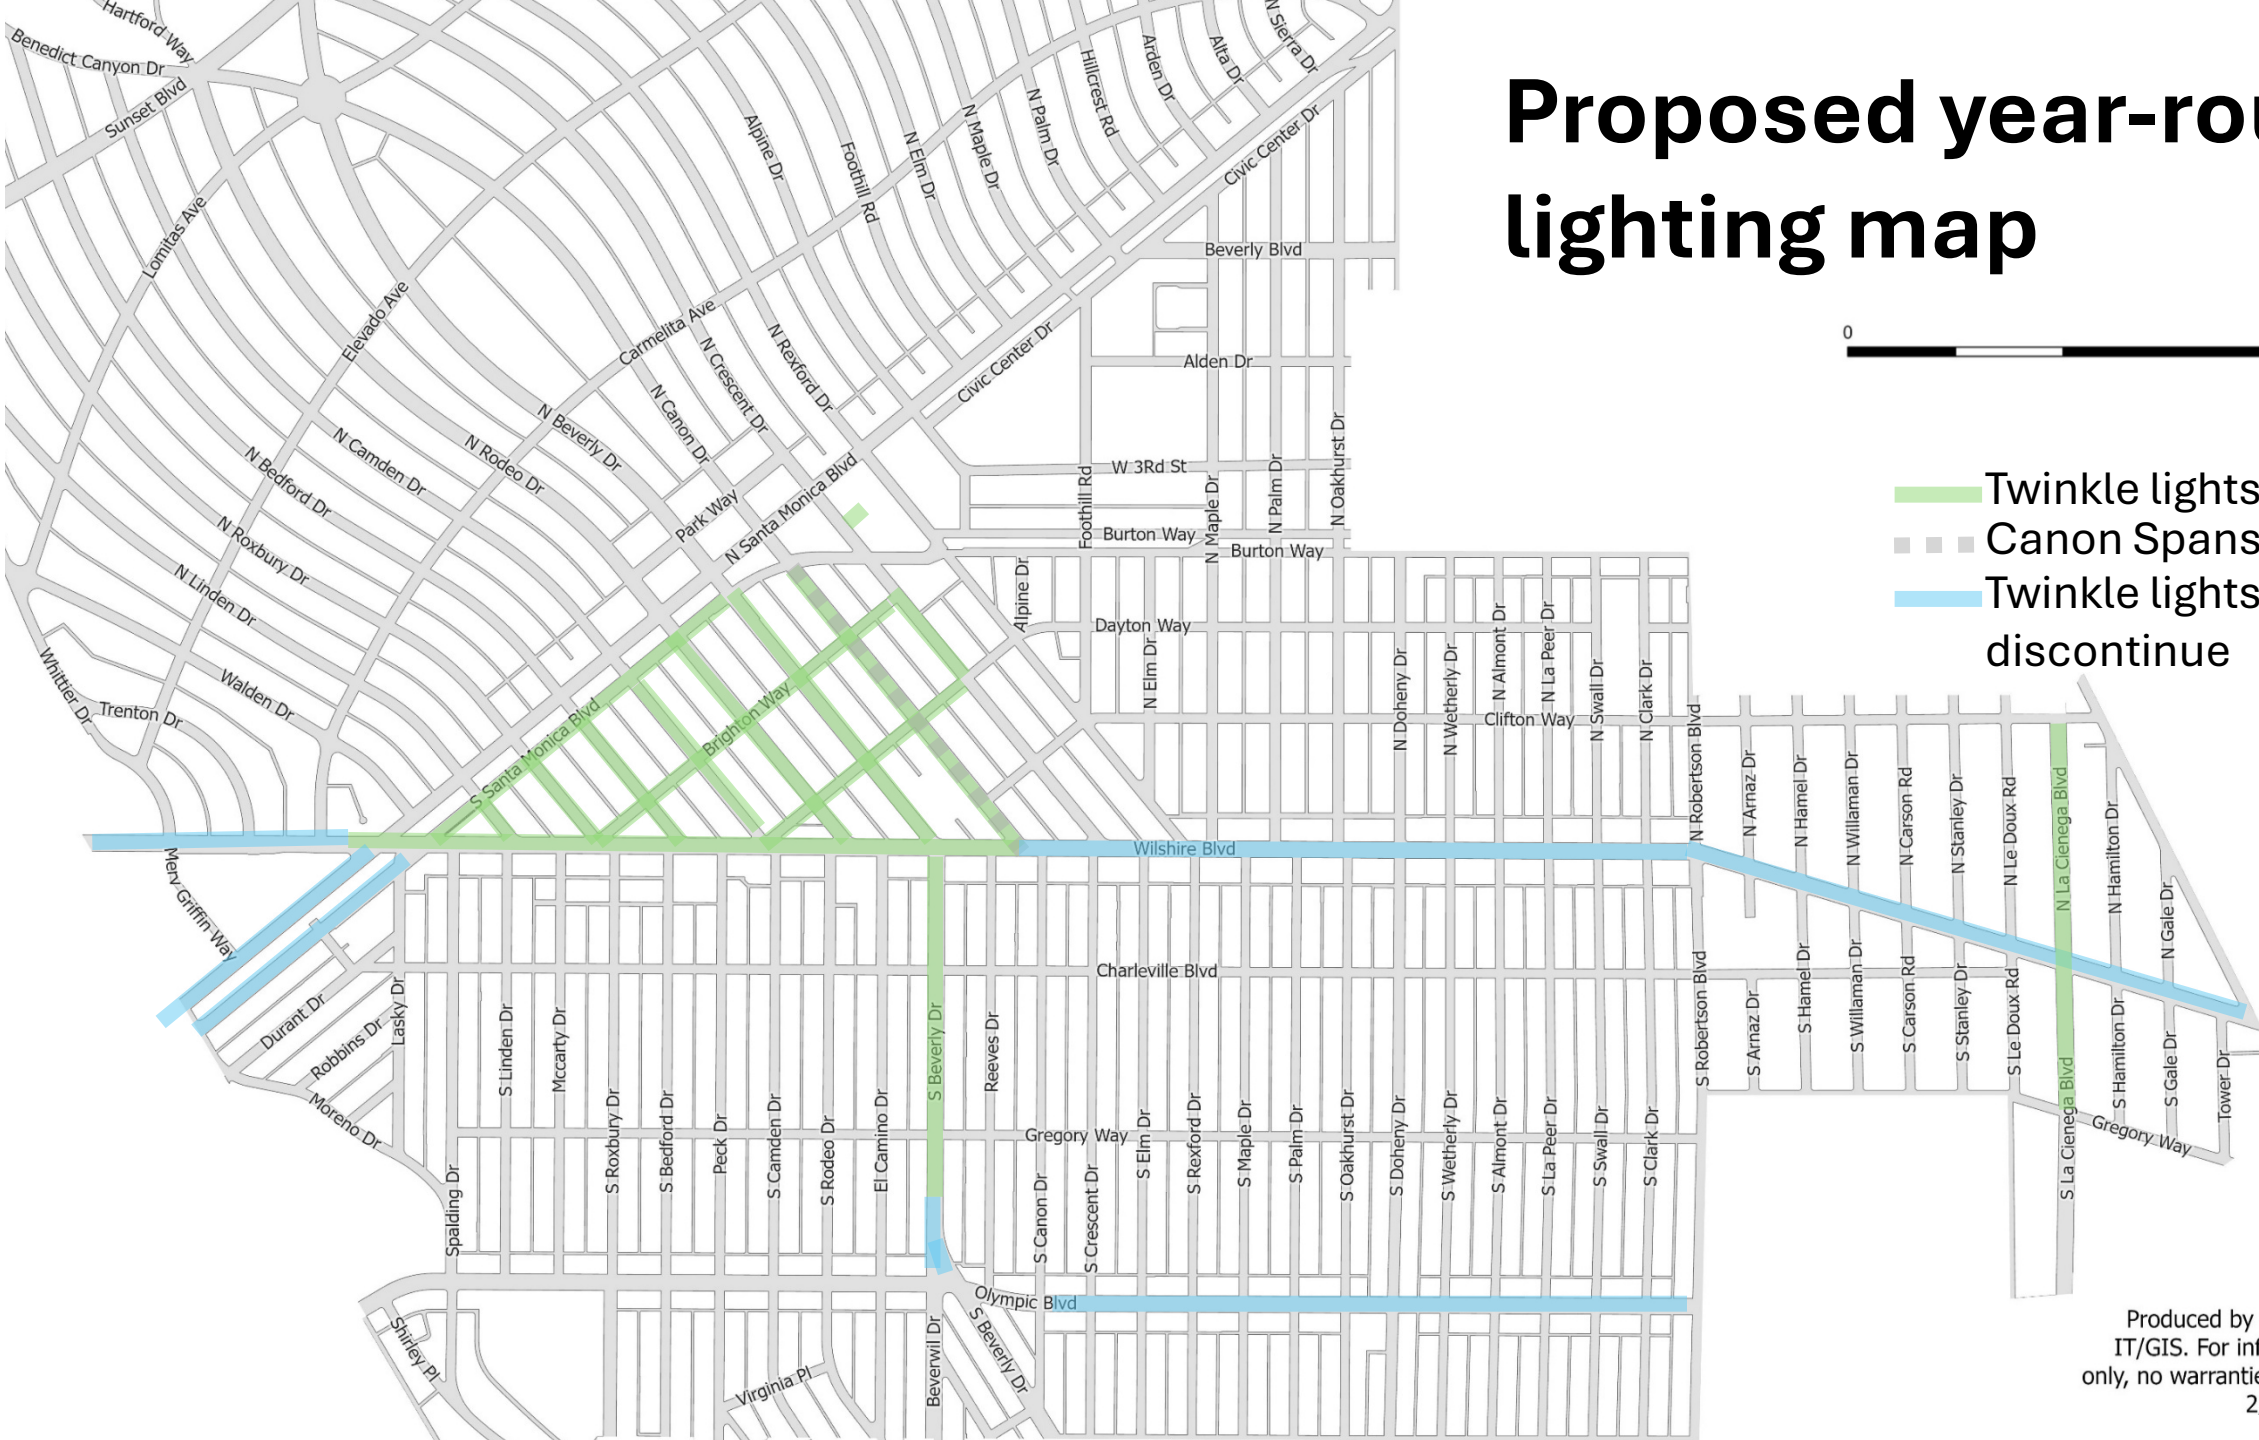 Proposed year-rou
lighting map
0
Twinkle lights
Canon Spans
Twinkle lights
discontinue
Hartford Way
Benedict Canyon Dr
Sunset Blvd
Lomitas Ave
Elevado Ave
Carmelita Ave
Alpine Dr
Foothill Rd
N Elm Dr
N Maple Dr
N Palm Dr
Hillcrest Rd
Arden Dr
Alta Dr
N Sierra Dr
Civic Center Dr
Beverly Blvd
Civic Center Dr
Alden Dr
N Rexford Dr
N Crescent Dr
N Canon Dr
N Beverly Dr
N Rodeo Dr
N Camden Dr
N Bedford Dr
N Roxbury Dr
N Linden Dr
Park Way
N Santa Monica Blvd
W 3Rd St
Foothill Rd
N Maple Dr
N Palm Dr
N Oakhurst Dr
Burton Way
Burton Way
Alpine Dr
Dayton Way
N Elm Dr
Whittier Dr
Trenton Dr
Walden Dr
S Santa Monica Blvd
Brighton Way
N Doheny Dr
N Wetherly Dr
N Almont Dr
N La Peer Dr
Clifton Way
N Swall Dr
N Clark Dr
N Robertson Blvd
N Arnaz Dr
N Hamel Dr
N Willaman Dr
N Carson Rd
N Stanley Dr
N Le Doux Rd
N La Cienega Blvd
N Hamilton Dr
N Gale Dr
Wilshire Blvd
Merv Griffin Way
Charleville Blvd
Durant Dr
Robbins Dr
Lasky Dr
Moreno Dr
S Linden Dr
Mccarty Dr
S Roxbury Dr
S Bedford Dr
Peck Dr
S Camden Dr
S Rodeo Dr
El Camino Dr
S Beverly Dr
Reeves Dr
Gregory Way
S Canon Dr
S Crescent Dr
S Elm Dr
S Rexford Dr
S Maple Dr
S Palm Dr
S Oakhurst Dr
S Doheny Dr
S Wetherly Dr
S Almont Dr
S La Peer Dr
S Swall Dr
S Clark Dr
S Robertson Blvd
S Arnaz Dr
S Hamel Dr
S Willaman Dr
S Carson Rd
S Stanley Dr
S Le Doux Rd
S La Cienega Blvd
S La Cienega Blvd
S Hamilton Dr
S Gale Dr
Tower Dr
Gregory Way
Spalding Dr
Olympic Blvd
Shirley Pl
Virginia Pl
Beverwil Dr
S Beverly Dr
Produced by
IT/GIS. For inf
only, no warrantie
2